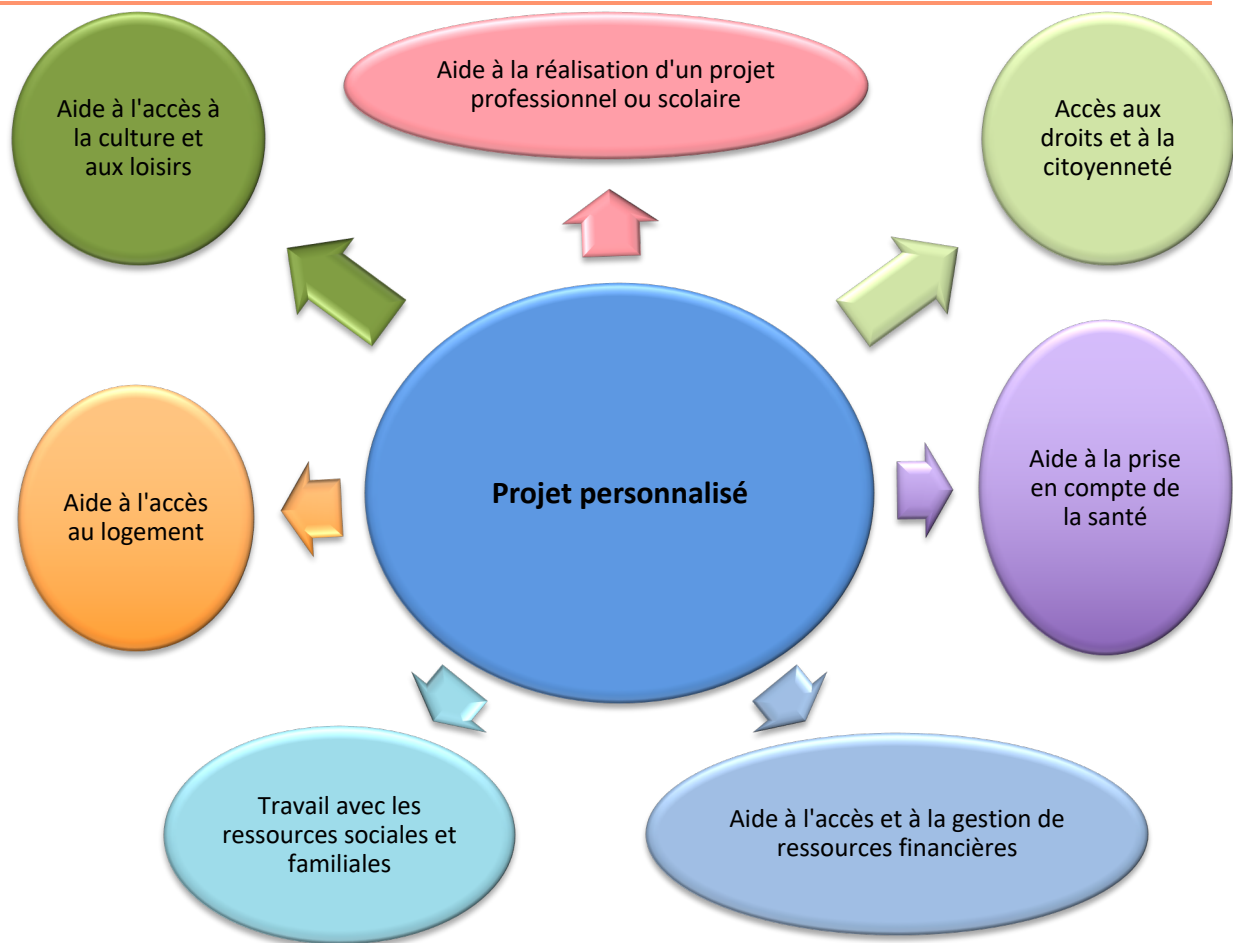 Aide à la réalisation d'un projet
professionnel ou scolaire
Aide à l'accès à
la culture et
aux loisirs
Accès aux
droits et à la
citoyenneté
Projet personnalisé
Aide à l'accès
au logement
Aide à la prise
en compte de
la santé
Travail avec les
ressources sociales et
familiales
Aide à l'accès et à la gestion de
ressources financières